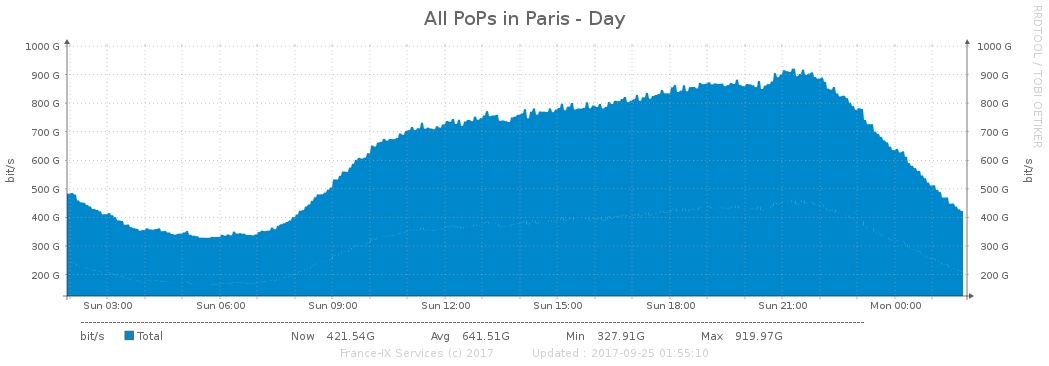 All PoPs in Paris - Day
RRDTOOL / TOBI OETIKER
1000 G 1000 G
900 G 900 G
800 G 800 G
700 G 700 G
600 G 600 G
500 G 500 G
400 G 400 G
300 G 300 G
200 G 200 G
bit/s bit/s
Sun 03:00 Sun 06:00 Sun 09:00 Sun 12:00 Sun 15:00 Sun 18:00 Sun 21:00 Mon 00:00
bit/s Total Now 421.54G Avg 641.51G Min 327.91G Max 919.97G
France-IX Services (c) 2017 Updated : 2017-09-25 01:55:10